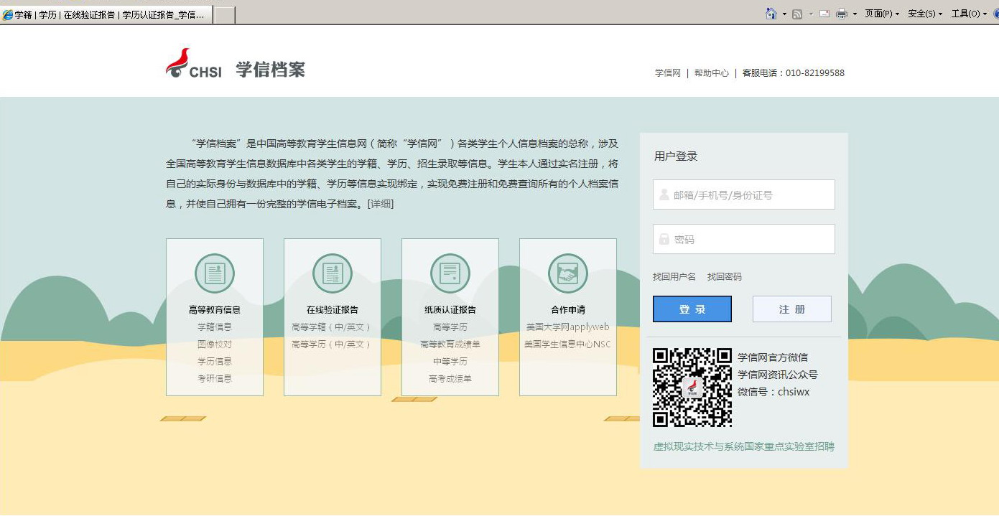 学籍 | 学历 | 在线验证报告 | 学历认证报告_学信...
页面(P) 安全(S) 工具(O)
CHSI 学信档案
学信网 | 帮助中心 | 客服电话：010-82199588
“学信档案”是中国高等教育学生信息网（简称“学信网”）各类学生个人信息档案的总称，涉及
全国高等教育学生信息数据库中各类学生的学籍、学历、招生录取等信息。学生本人通过实名注册，将
自己的实际身份与数据库中的学籍、学历等信息实现绑定，实现免费注册和免费查询所有的个人档案信
息，并使自己拥有一份完整的学信电子档案。[详细]
高等教育信息
学籍信息
图像校对
学历信息
考研信息
在线验证报告
高等学籍（中/英文）
高等学历（中/英文）
纸质认证报告
高等学历
高等教育成绩单
中等学历
高考成绩单
合作申请
美国大学网applyweb
美国学生信息中心NSC
用户登录
邮箱/手机号/身份证号
密码
找回用户名 找回密码
登 录 注 册
学信网官方微信
学信网资讯公众号
微信号：chsiwx
虚拟现实技术与系统国家重点实验室招聘